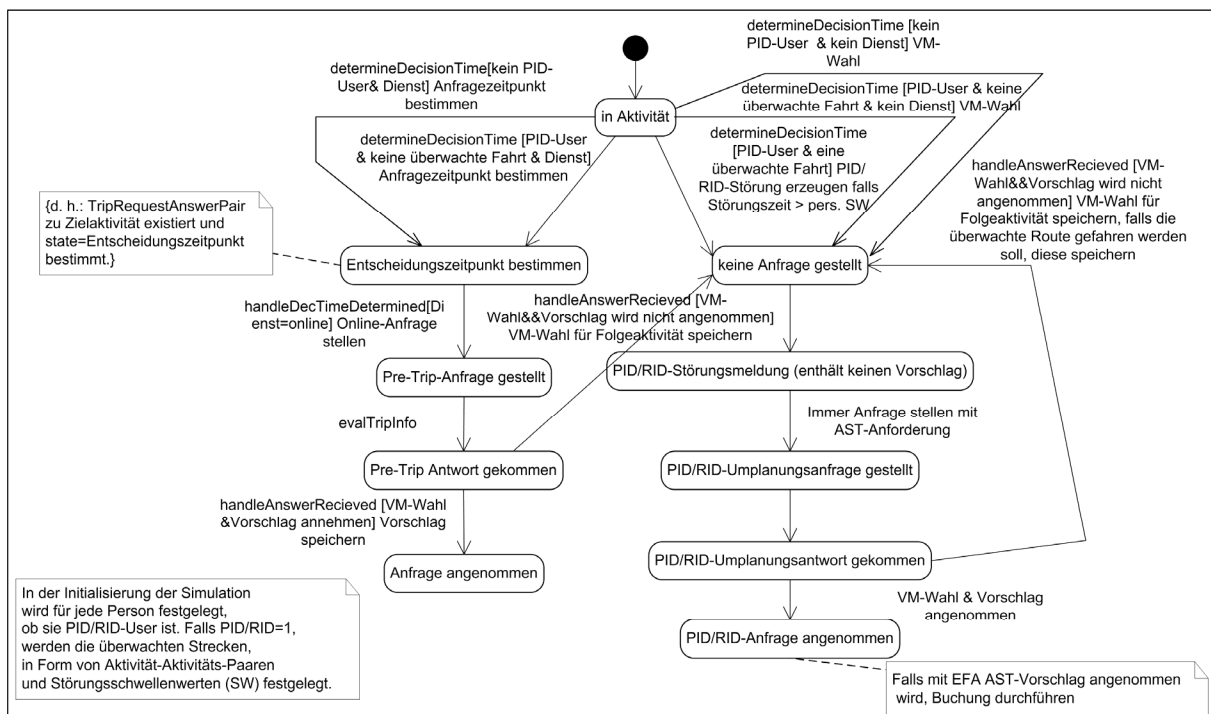 determineDecisionTime [kein
PID-User  & kein Dienst] VM-
Wahl
determineDecisionTime[kein PID-
User& Dienst] Anfragezeitpunkt
bestimmen
determineDecisionTime [PID-User & keine
überwachte Fahrt & kein Dienst] VM-Wahl
in Aktivität
determineDecisionTime [PID-User
& keine überwachte Fahrt & Dienst]
Anfragezeitpunkt bestimmen
determineDecisionTime
[PID-User & eine
überwachte Fahrt] PID/
RID-Störung erzeugen falls
Störungszeit > pers. SW
handleAnswerRecieved [VM-
Wahl&&Vorschlag wird nicht
angenommen] VM-Wahl für
Folgeaktivität speichern, falls die
überwachte Route gefahren werden
soll, diese speichern
{d. h.: TripRequestAnswerPair
zu Zielaktivität existiert und
state=Entscheidungszeitpunkt
bestimmt.}
Entscheidungszeitpunkt bestimmen
keine Anfrage gestellt
handleDecTimeDetermined[Di
enst=online] Online-Anfrage
stellen
handleAnswerRecieved [VM-
Wahl&&Vorschlag wird nicht angenommen]
VM-Wahl für Folgeaktivität speichern
Pre-Trip-Anfrage gestellt
PID/RID-Störungsmeldung (enthält keinen Vorschlag)
evalTripInfo
Immer Anfrage stellen mit
AST-Anforderung
Pre-Trip Antwort gekommen
PID/RID-Umplanungsanfrage gestellt
handleAnswerRecieved [VM-Wahl
&Vorschlag annehmen] Vorschlag
speichern
Anfrage angenommen
PID/RID-Umplanungsantwort gekommen
VM-Wahl & Vorschlag
angenommen
PID/RID-Anfrage angenommen
In der Initialisierung der Simulation
wird für jede Person festgelegt,
ob sie PID/RID-User ist. Falls PID/RID=1,
werden die überwachten Strecken,
in Form von Aktivität-Aktivitäts-Paaren
und Störungsschwellenwerten (SW) festgelegt.
Falls mit EFA AST-Vorschlag angenommen
wird, Buchung durchführen